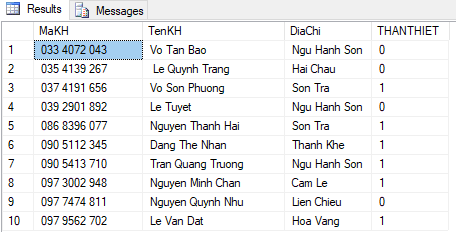 Results Messages
MaKH TenKH DiaChi THANTHIET
1 033 4072 043 Vo Tan Bao Ngu Hanh Son 0
2 035 4139 267 Le Quynh Trang Hai Chau 0
3 037 4191 656 Vo Son Phuong Son Tra 1
4 039 2901 892 Le Tuyet Ngu Hanh Son 0
5 086 8396 077 Nguyen Thanh Hai Son Tra 1
6 090 5112 345 Dang The Nhan Thanh Khe 1
7 090 5413 710 Tran Quang Truong Ngu Hanh Son 1
8 097 3002 948 Nguyen Minh Chan Cam Le 1
9 097 7474 811 Nguyen Quynh Nhu Lien Chieu 0
10 097 9562 702 Le Van Dat Hoa Vang 1